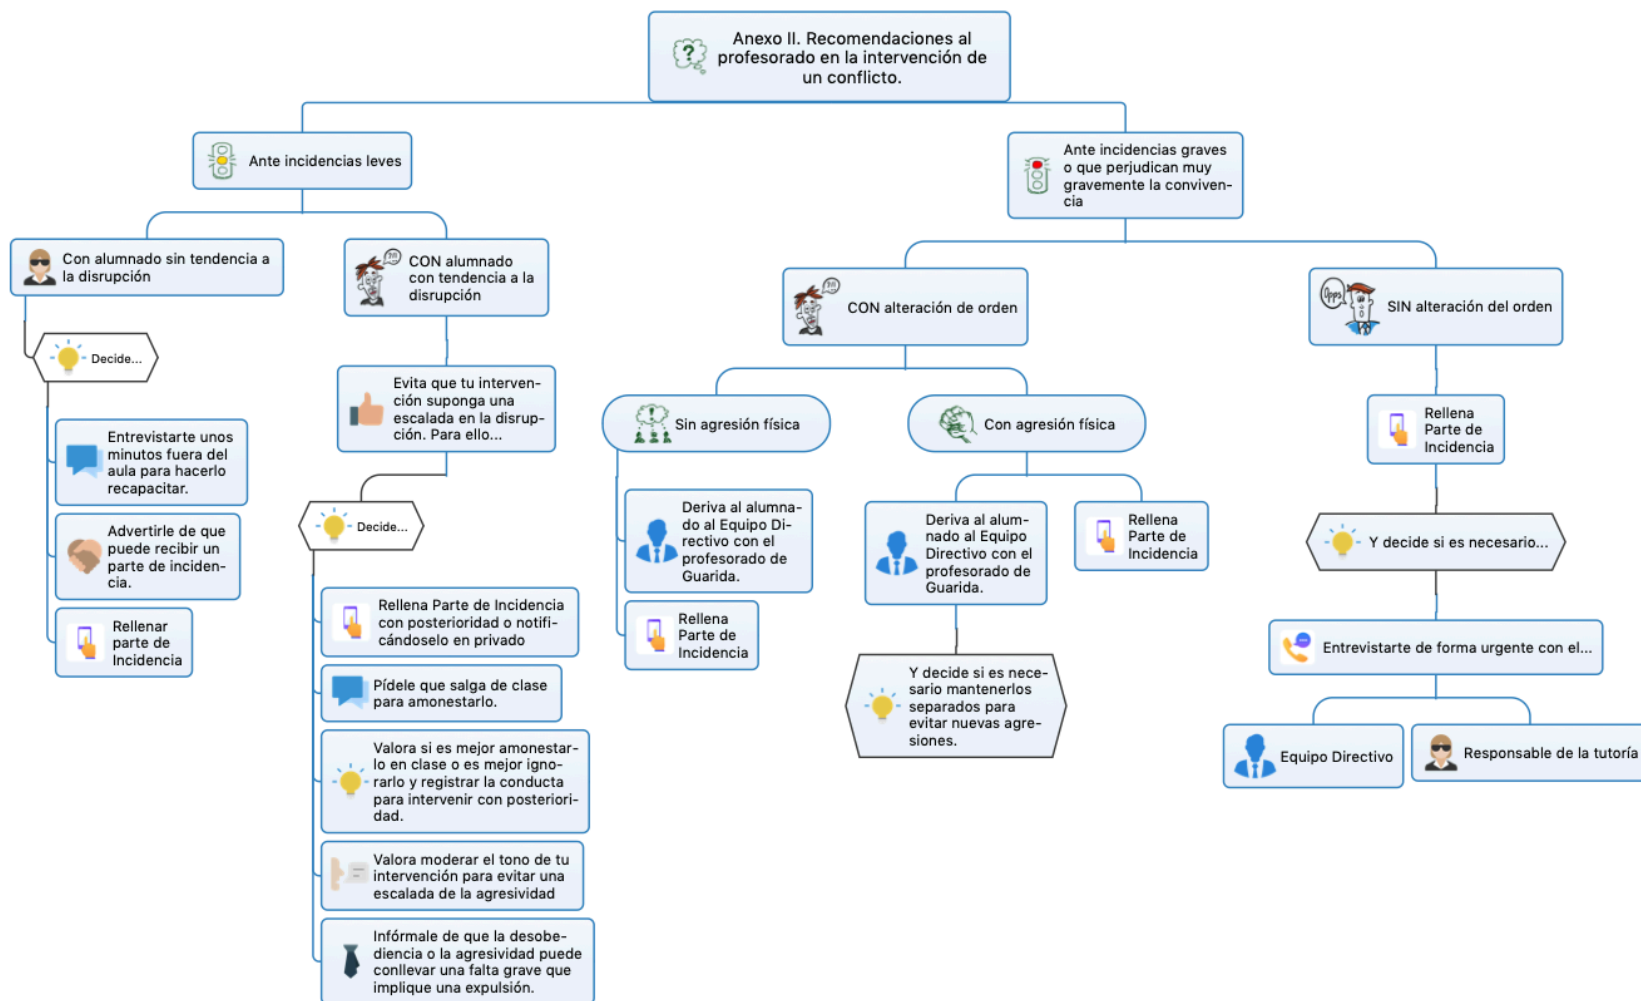 Anexo II. Recomendaciones al
profesorado en la intervención de
un conflicto.
Ante incidencias leves
Ante incidencias graves
o que perjudican muy
gravemente la conviven-
cia
Con alumnado sin tendencia a
la disrupción
CON alumnado
con tendencia a la
disrupción
CON alteración de orden
Opps
SIN alteración del orden
Decide...
Entrevistarte unos
minutos fuera del
aula para hacerlo
recapacitar.
Advertirle de que
puede recibir un
parte de inciden-
cia.
Rellenar
parte de
Incidencia
Evita que tu interven-
ción suponga una
escalada en la disrup-
ción. Para ello...
Decide...
Rellena Parte de Incidencia
con posterioridad o notifi-
cándoselo en privado
Pídele que salga de clase
para amonestarlo.
Valora si es mejor amonestar-
lo en clase o es mejor igno-
rarlo y registrar la conducta
para intervenir con posteriori-
dad.
Valora moderar el tono de tu
intervención para evitar una
escalada de la agresividad
Infórmale de que la desobe-
diencia o la agresividad puede
conllevar una falta grave que
implique una expulsión.
Sin agresión física
Deriva al alumna-
do al Equipo Di-
rectivo con el
profesorado de
Guarida.
Rellena
Parte de
Incidencia
Con agresión física
Deriva al alum-
nado al Equipo
Directivo con el
profesorado de
Guarida.
Y decide si es nece-
sario mantenerlos
separados para
evitar nuevas agre-
siones.
Rellena
Parte de
Incidencia
Rellena
Parte de
Incidencia
Y decide si es necesario...
Entrevistarte de forma urgente con el...
Equipo Directivo
Responsable de la tutoría